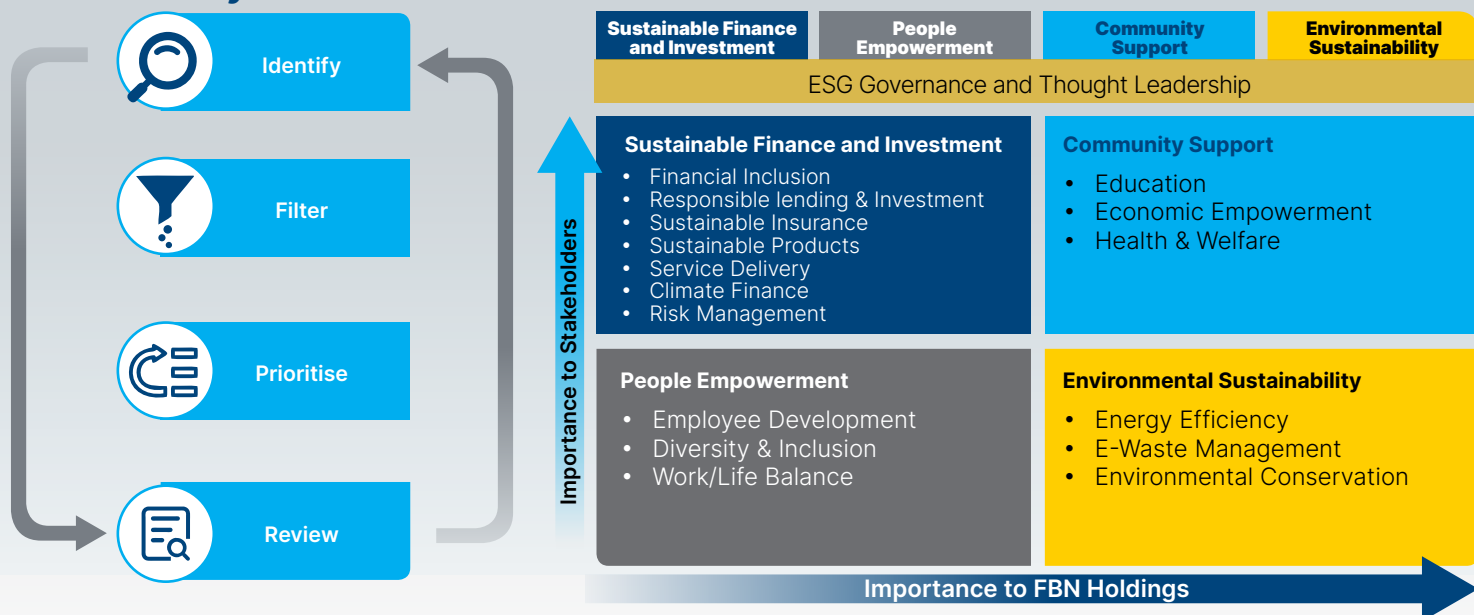 Identify
Filter
Prioritise
Review
Sustainable Finance
and Investment
People
Empowerment
Community
Support
Environmental
Sustainability
ESG Governance and Thought Leadership
Importance to Stakeholders
Sustainable Finance and Investment
• Financial Inclusion
• Responsible lending & Investment
• Sustainable Insurance
• Sustainable Products
• Service Delivery
• Climate Finance
• Risk Management
Community Support
• Education
• Economic Empowerment
• Health & Welfare
People Empowerment
• Employee Development
• Diversity & Inclusion
• Work/Life Balance
Environmental Sustainability
• Energy Efficiency
• E-Waste Management
• Environmental Conservation
Importance to FBN Holdings